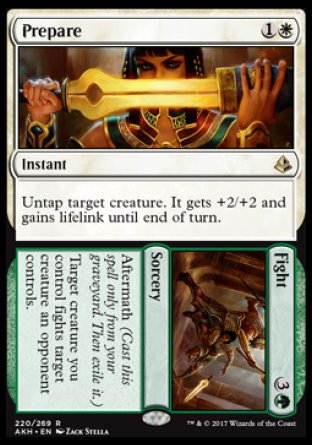 Prepare 1
Instant
Untap target creature. It gets +2/+2 and
gains lifelink until end of turn.
Fight 3
Sorcery
Aftermath (Cast this
spell only from your
graveyard. Then exile it.)
Target creature you
control fights target
creature an opponent
controls.
220/269 R
AKH • EN ZACK STELLA
™ & © 2017 Wizards of the Coast